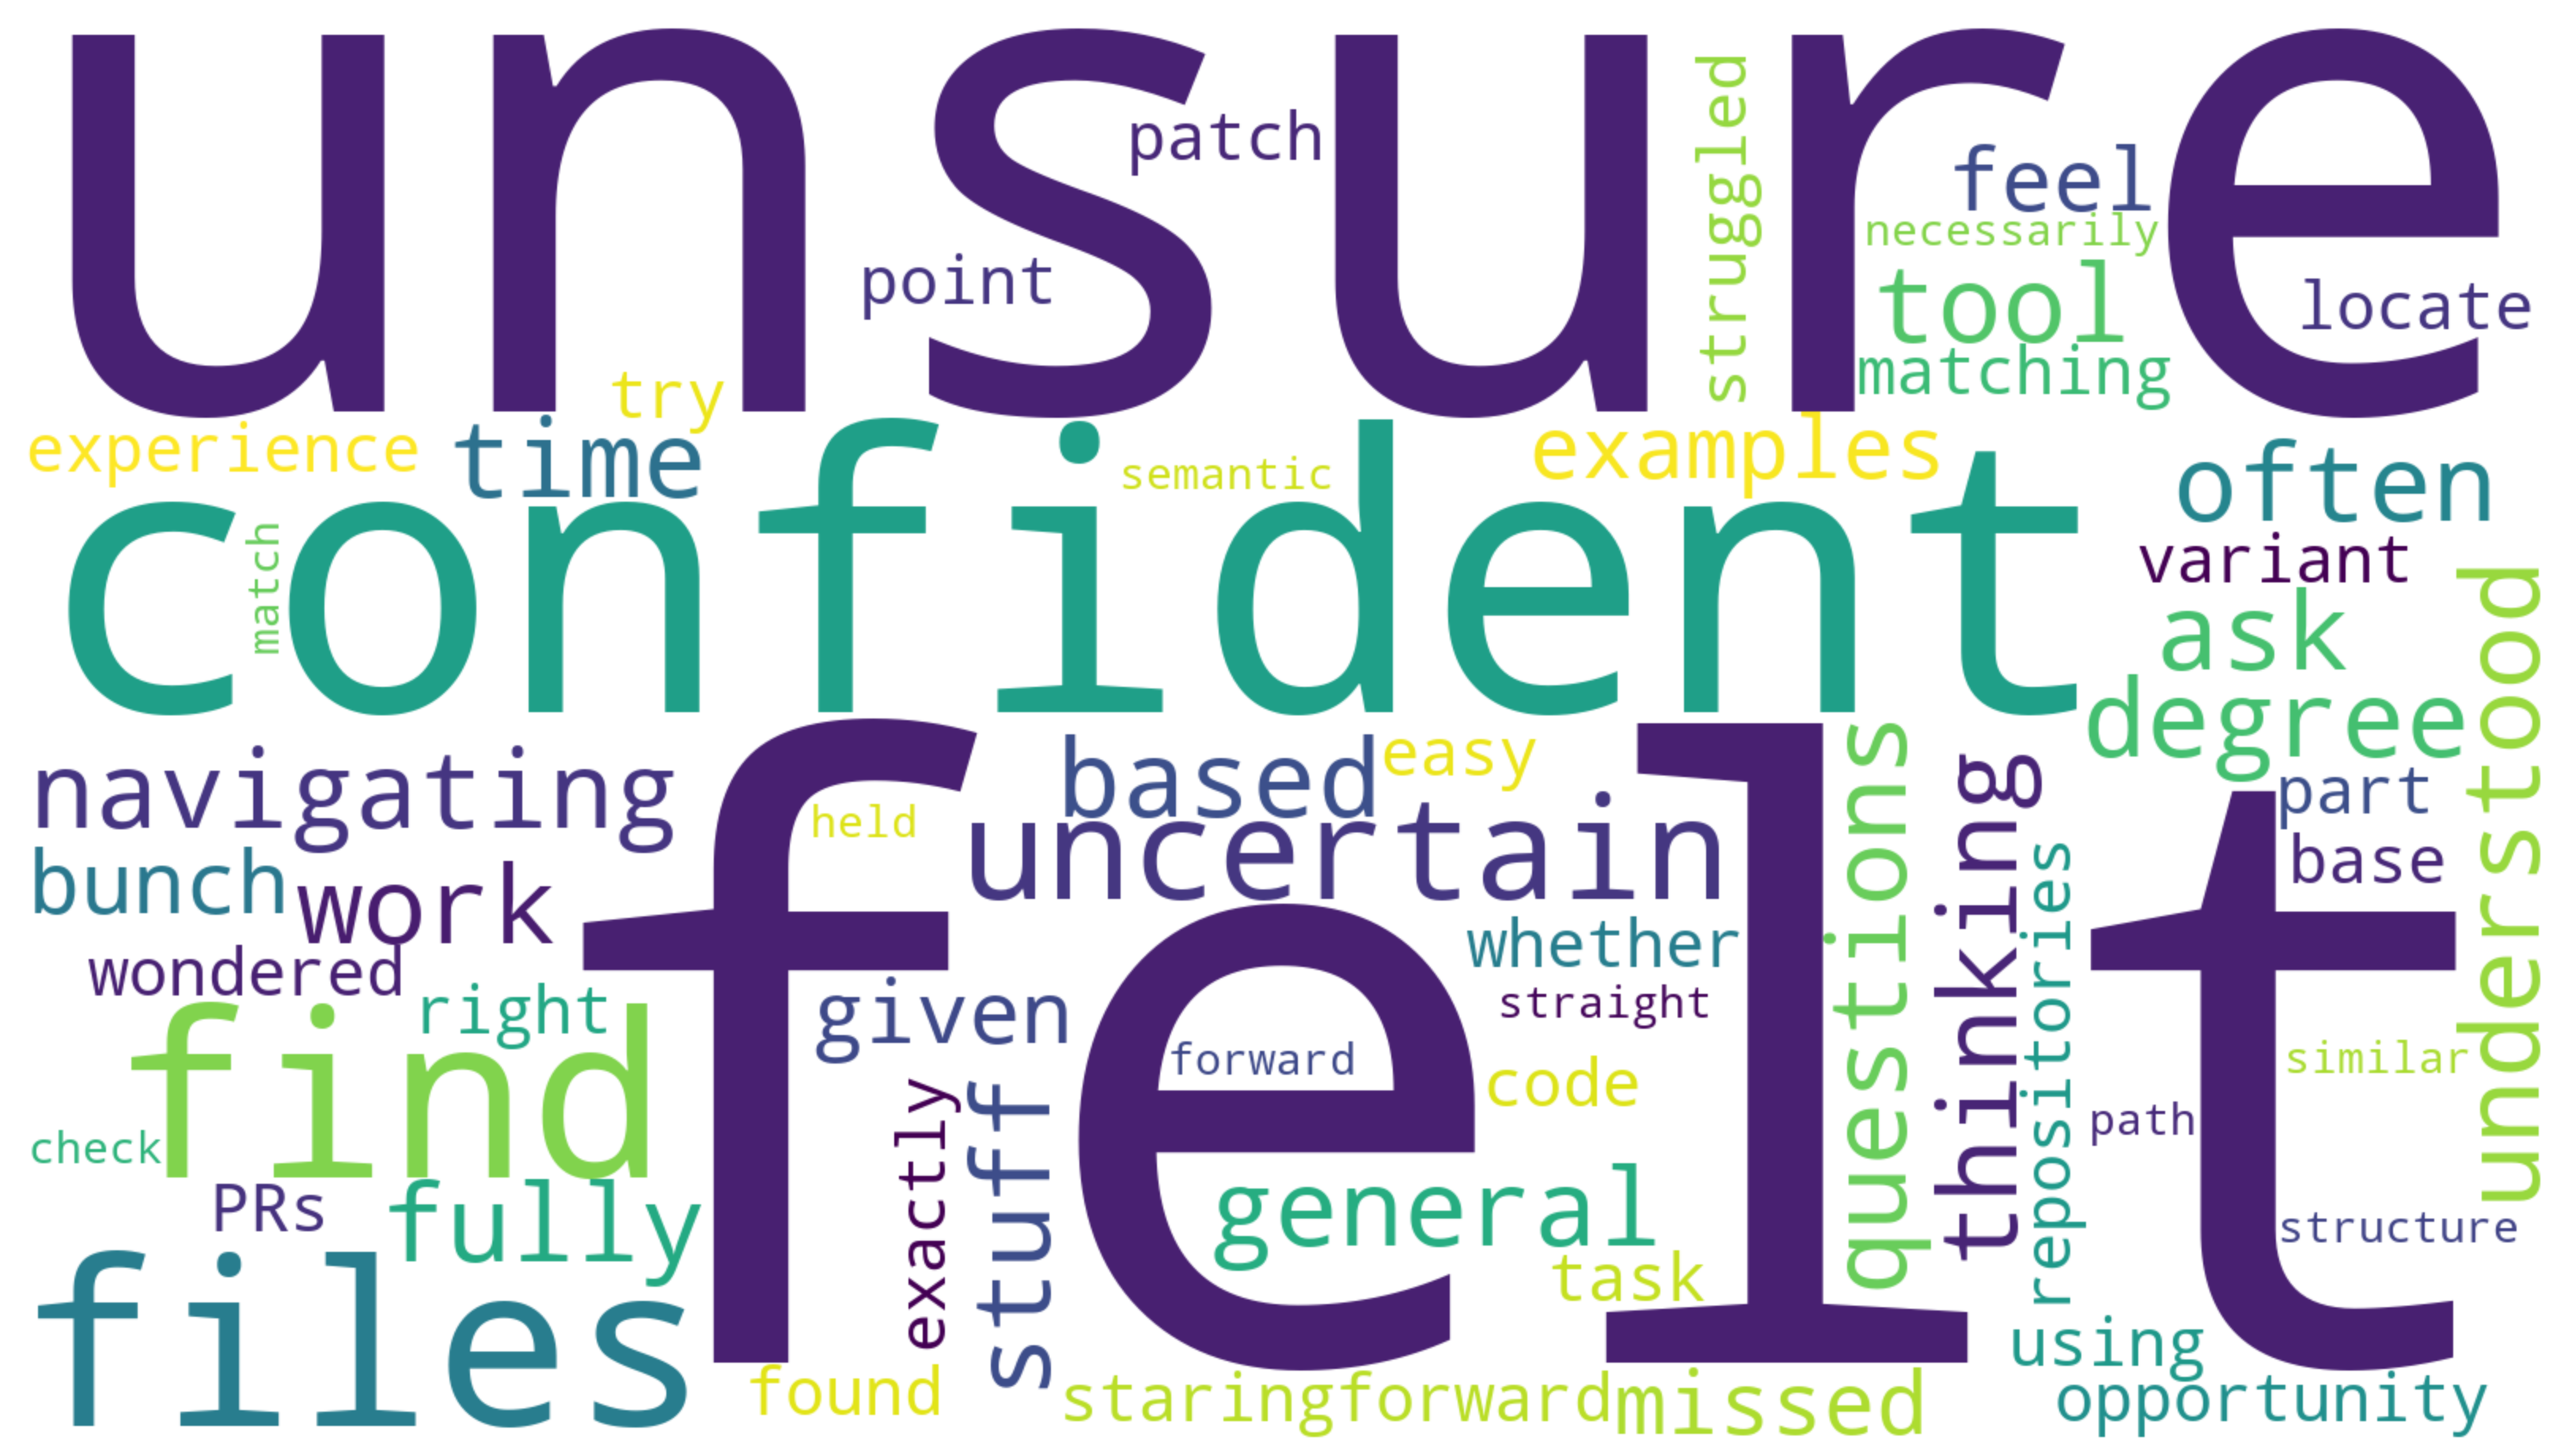 unsure
patch
struggled
feel
necessarily
point
tool
locate
matching
try
experience
time
semantic
examples
often
confident
match
variant
ask
understood
degree
navigating
based
easy
part
held
uncertain
questions
thinking
base
bunch
work
repositories
felt
whether
wondered
right
given
straight
find
forward
code
similar
exactly
stuff
path
check
PRs
fully
general
structure
task
files
using
found
staringforward
missed
opportunity